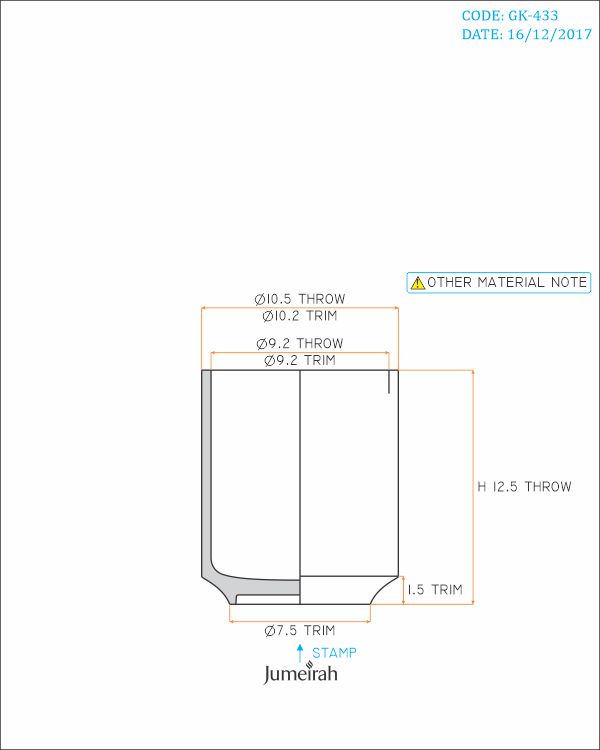 CODE: GK-433
DATE: 16/12/2017
OTHER MATERIAL NOTE
Ø10.5 THROW
Ø10.2 TRIM
Ø9.2 THROW
Ø9.2 TRIM
H 12.5 THROW
1.5 TRIM
Ø7.5 TRIM
STAMP
Jumeirah